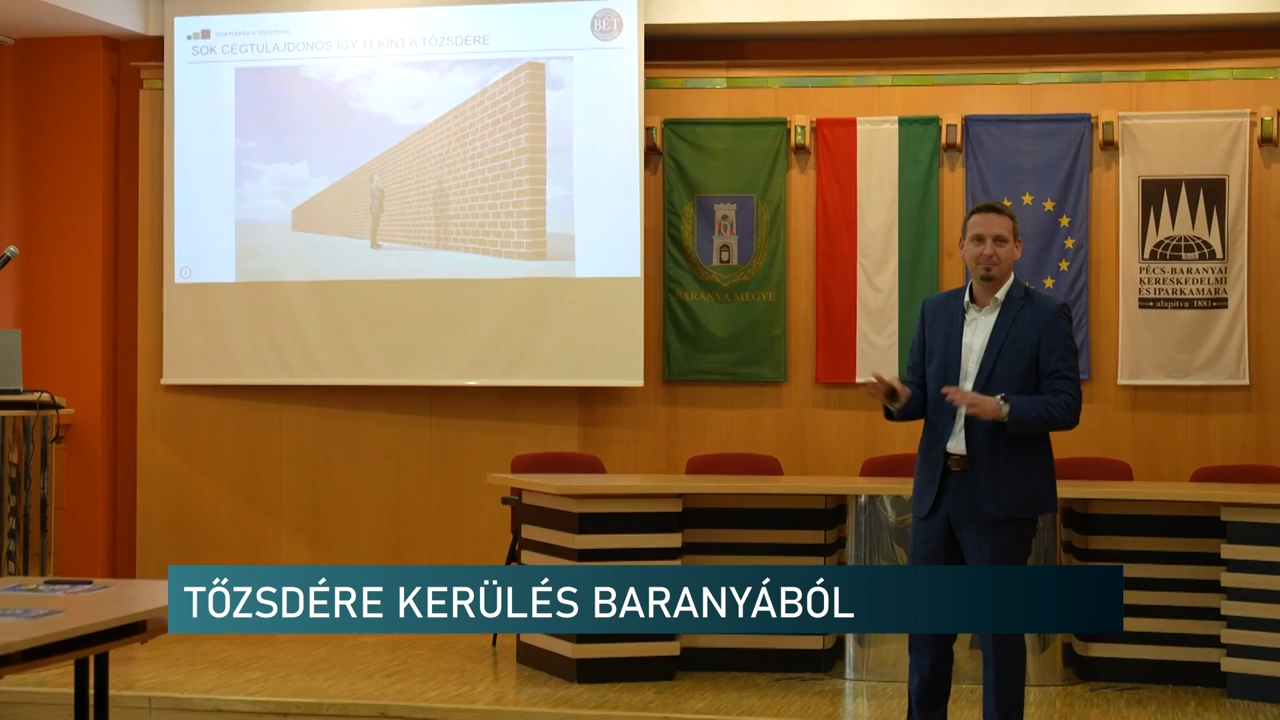 BÉT
SOK CÉGTULAJDONOS ÍGY TEKINT A TŐZSDÉRE
BARANYA MEGYE
PÉCS-BARANYAI
KERESKEDELMI
ÉS IPARKAMARA
alapítva 1881
TŐZSDÉRE KERÜLÉS BARANYÁBÓL